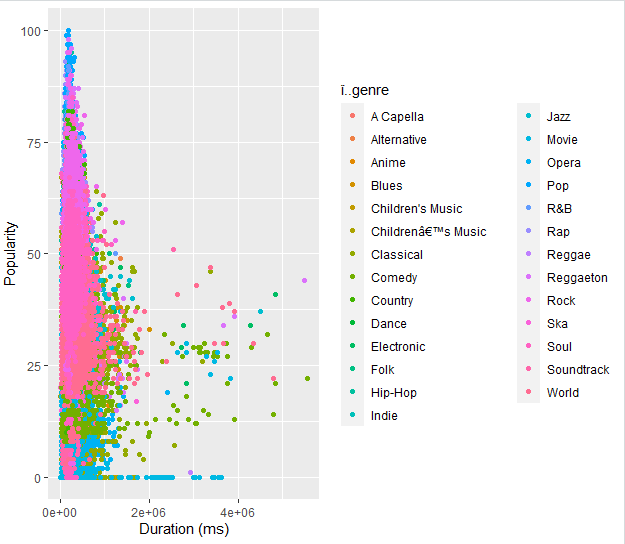 100
75
50
25
0
Popularity
0e+00 2e+06 4e+06
Duration (ms)
ï..genre
A Capella
Alternative
Anime
Blues
Children's Music
Childrenâ€™s Music
Classical
Comedy
Country
Dance
Electronic
Folk
Hip-Hop
Indie
Jazz
Movie
Opera
Pop
R&B
Rap
Reggae
Reggaeton
Rock
Ska
Soul
Soundtrack
World